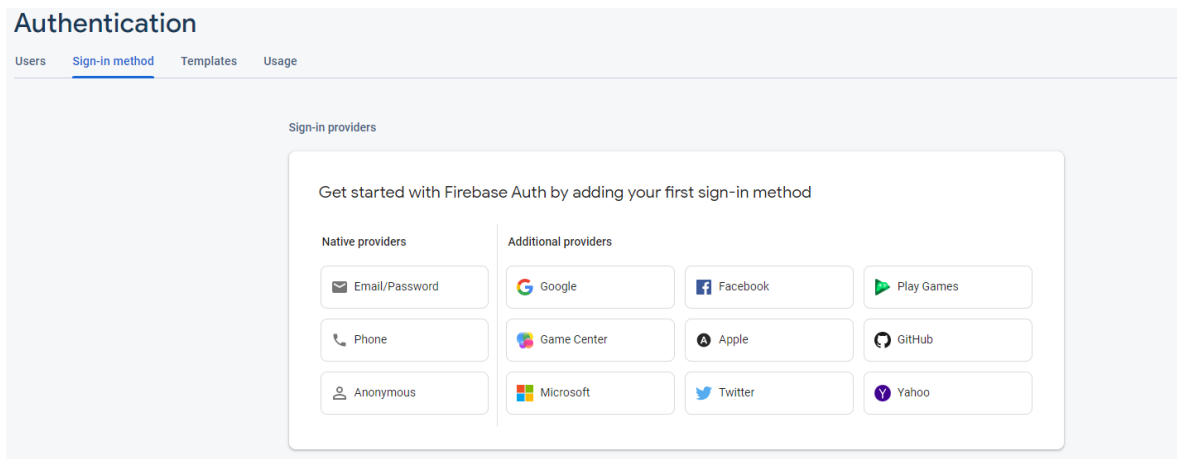 Authentication
Users Sign-in method Templates Usage
Sign-in providers
Get started with Firebase Auth by adding your first sign-in method
Native providers Additional providers
Email/Password Google Facebook Play Games
Phone Game Center Apple GitHub
Anonymous Microsoft Twitter Yahoo